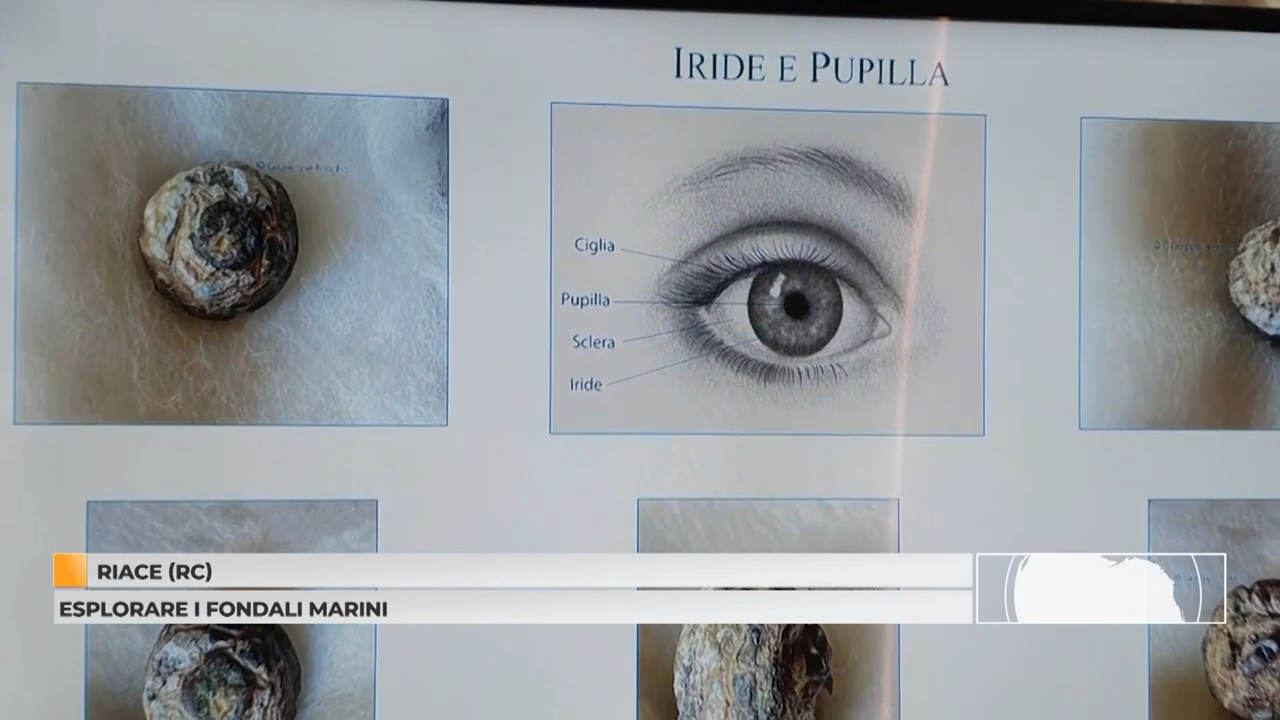 IRIDE E PUPILLA
Ciglia
Pupilla
Sclera
Iride
RIACE (RC)
ESPLORARE I FONDALI MARINI